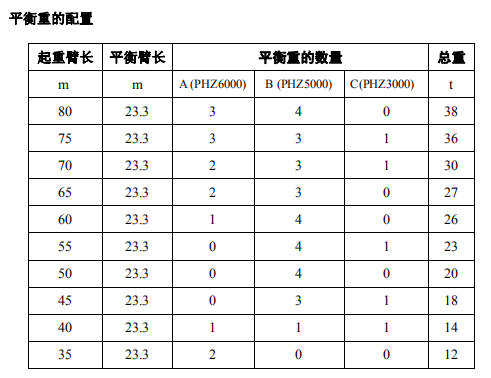 平衡重的配置
起重臂长 平衡臂长 平衡重的数量 总重
m m A (PHZ6000) B (PHZ5000) C(PHZ3000) t
80 23.3 3 4 0 38
75 23.3 3 3 1 36
70 23.3 2 3 1 30
65 23.3 2 3 0 27
60 23.3 1 4 0 26
55 23.3 0 4 1 23
50 23.3 0 4 0 20
45 23.3 0 3 1 18
40 23.3 1 1 1 14
35 23.3 2 0 0 12